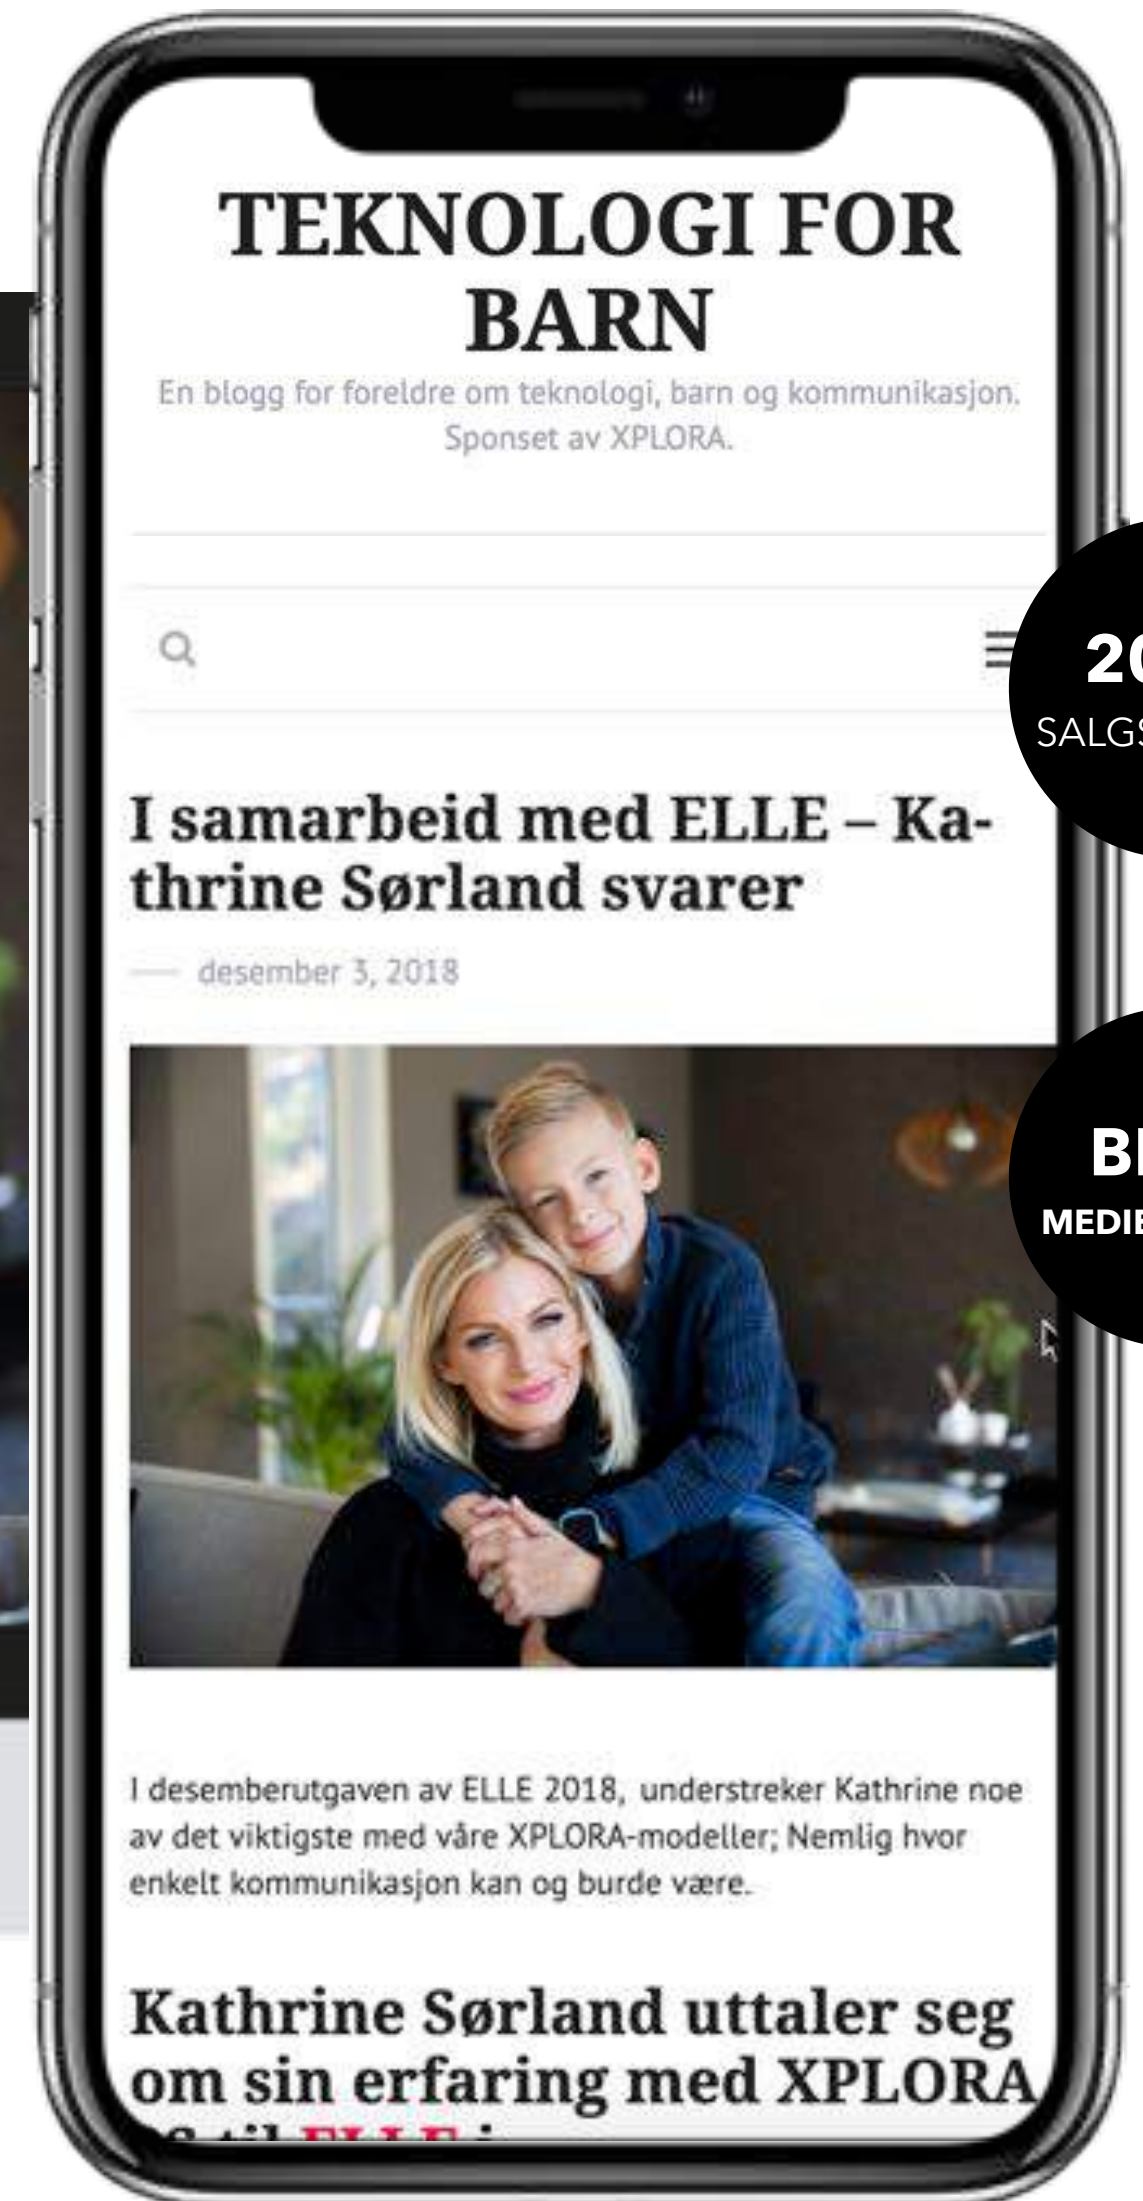 TEKNOLOGI FOR
BARN
En blogg for foreldre om teknologi, barn og kommunikasjon.
Sponset av XPLORA.
I samarbeid med ELLE – Ka-
thrine Sørland svarer
desember 3, 2018
I desemberutgaven av ELLE 2018, understreker Kathrine noe
av det viktigste med våre XPLORA-modeller; Nemlig hvor
enkelt kommunikasjon kan og burde være.
Kathrine Sørland uttaler seg
om sin erfaring med XPLORA
til ELLE i